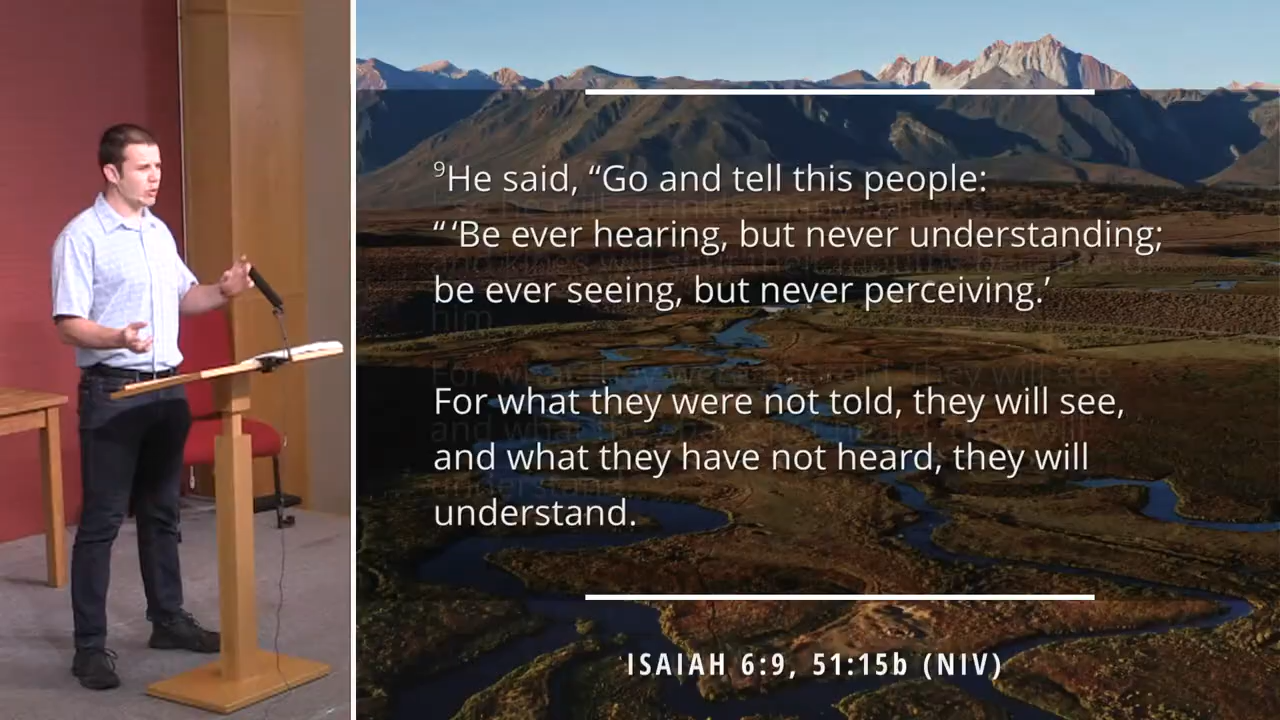 ⁹He said, “Go and tell this people:
“ ‘Be ever hearing, but never understanding;
be ever seeing, but never perceiving.’
For what they were not told, they will see,
and what they have not heard, they will
understand.
ISAIAH 6:9, 51:15b (NIV)